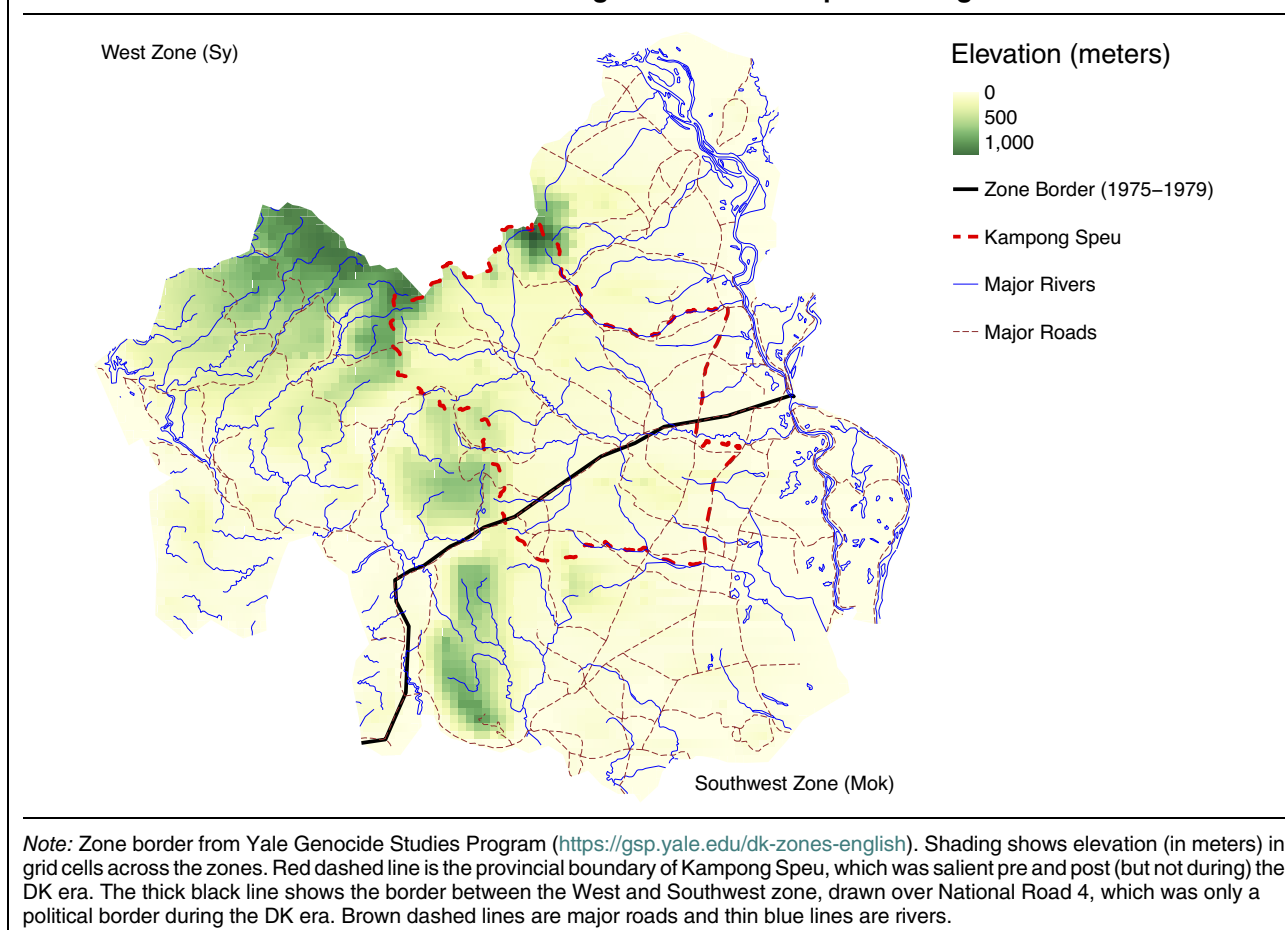 West Zone (Sy)
Elevation (meters)
0
500
1,000
Zone Border (1975–1979)
Kampong Speu
Major Rivers
Major Roads
Southwest Zone (Mok)
Note: Zone border from Yale Genocide Studies Program (https://gsp.yale.edu/dk-zones-english). Shading shows elevation (in meters) in
grid cells across the zones. Red dashed line is the provincial boundary of Kampong Speu, which was salient pre and post (but not during) the
DK era. The thick black line shows the border between the West and Southwest zone, drawn over National Road 4, which was only a
political border during the DK era. Brown dashed lines are major roads and thin blue lines are rivers.